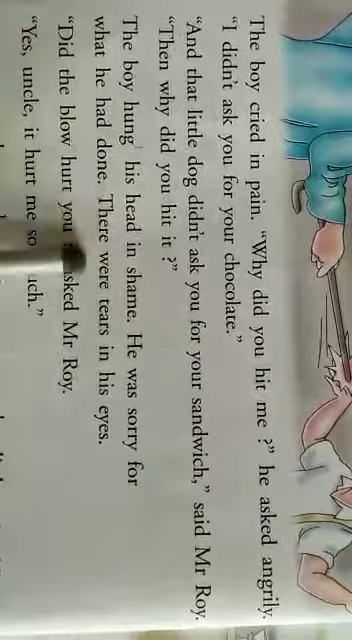 The boy cried in pain. "Why did you hit me ?" he asked angrily.
"I didn't ask you for your chocolate."
"And that little dog didn't ask you for your sandwich," said Mr Roy.
"Then why did you hit it ?"
The boy hung his head in shame. He was sorry for
what he had done. There were tears in his eyes.
"Did the blow hurt you asked Mr Roy.
"Yes, uncle, it hurt me so